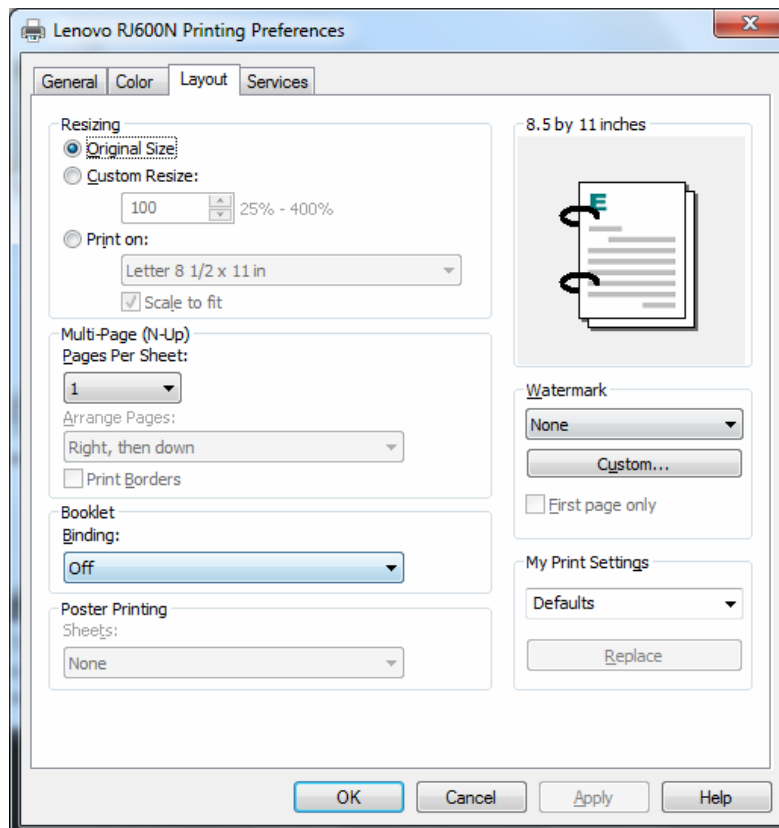 Lenovo RJ600N Printing Preferences
General
Color
Layout
Services
Resizing
Original Size
Custom Resize:
100
25% - 400%
Print on:
Letter 8 1/2 x 11 in
Scale to fit
Multi-Page (N-Up)
Pages Per Sheet:
1
Arrange Pages:
Right, then down
Print Borders
Booklet
Binding:
Off
Poster Printing
Sheets:
None
8.5 by 11 inches
E
Watermark
None
Custom...
First page only
My Print Settings
Defaults
Replace
OK
Cancel
Apply
Help